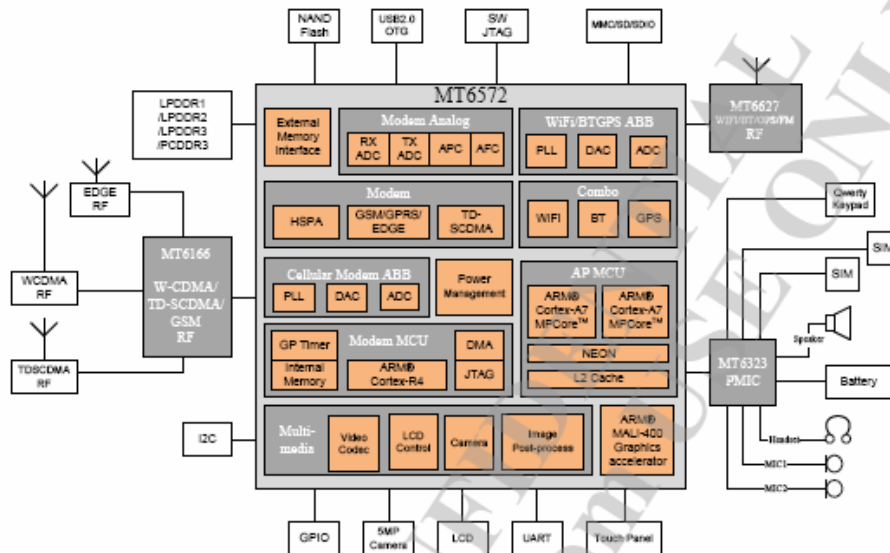 NAND
Flash
USB2.0
OTG
SW
JTAG
MMC/SD/SDIO
LPDDR1
/LPDDR2
/LPDDR3
/PCDDR3
MT6572
External
Memory
Interface
Modem Analog
RX
ADC
TX
ADC
APC
AFC
WiFi/BTGPS ABB
PLL
DAC
ADC
MT6627
WIFI/BT/GPS/FM
RF
EDGE
RF
Modem
HSPA
GSM/GPRS/
EDGE
TD-
SCDMA
Combo
WIFI
BT
GPS
Qwerty
Keypad
SIM
SIM
MT6166
W-CDMA/
TD-SCDMA/
GSM
RF
WCDMA
RF
TDSCDMA
RF
Cellular Modem ABB
PLL
DAC
ADC
Power
Management
AP MCU
ARM®
Cortex-A7
MPCore™
ARM®
Cortex-A7
MPCore™
NEON
L2 Cache
Modem MCU
GP Timer
Internal
Memory
ARM®
Cortex-R4
DMA
JTAG
MT6323
PMIC
Speaker
Battery
Headset
MIC1
MIC2
I2C
Multi-
media
Video
Codec
LCD
Control
Camera
Image
Post-process
ARM®
MALI-400
Graphics
accelerator
GPIO
5MP
Camera
LCD
UART
Touch Panel